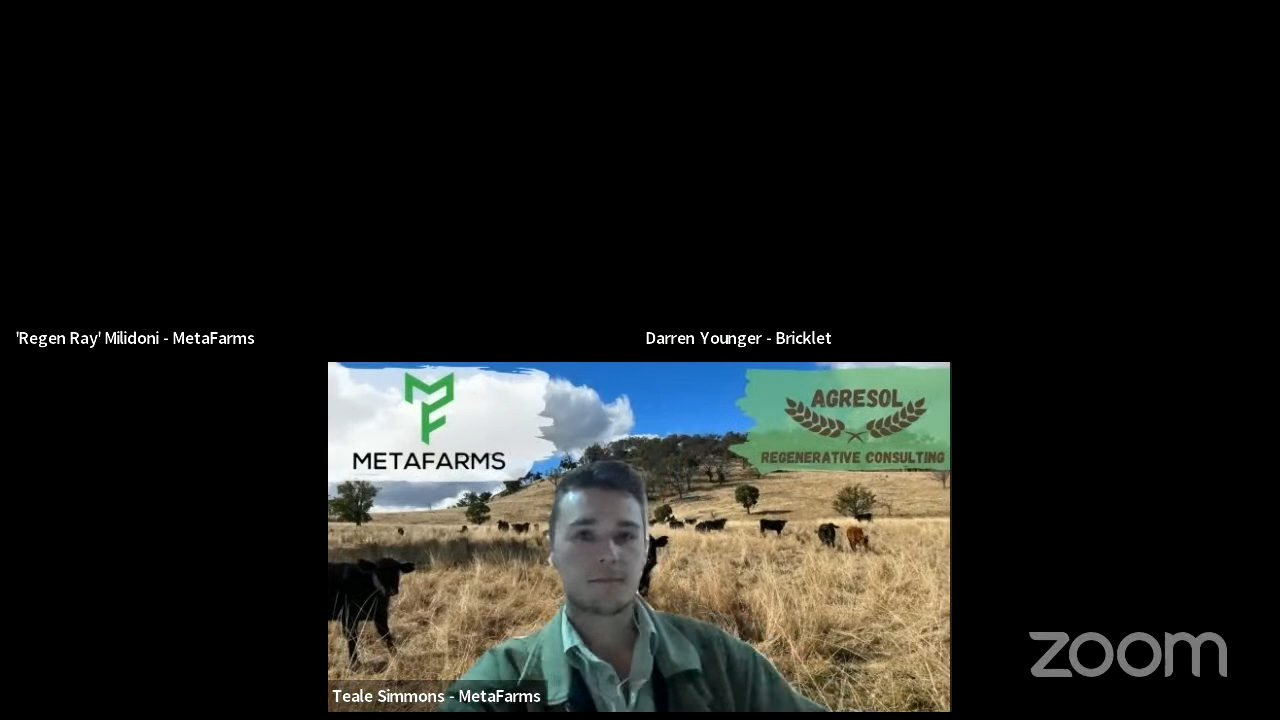 'Regen Ray' Milidoni - MetaFarms
Darren Younger - Bricklet
METAFARMS
AGRESOL
REGENERATIVE CONSULTING
Teale Simmons - MetaFarms
zoom